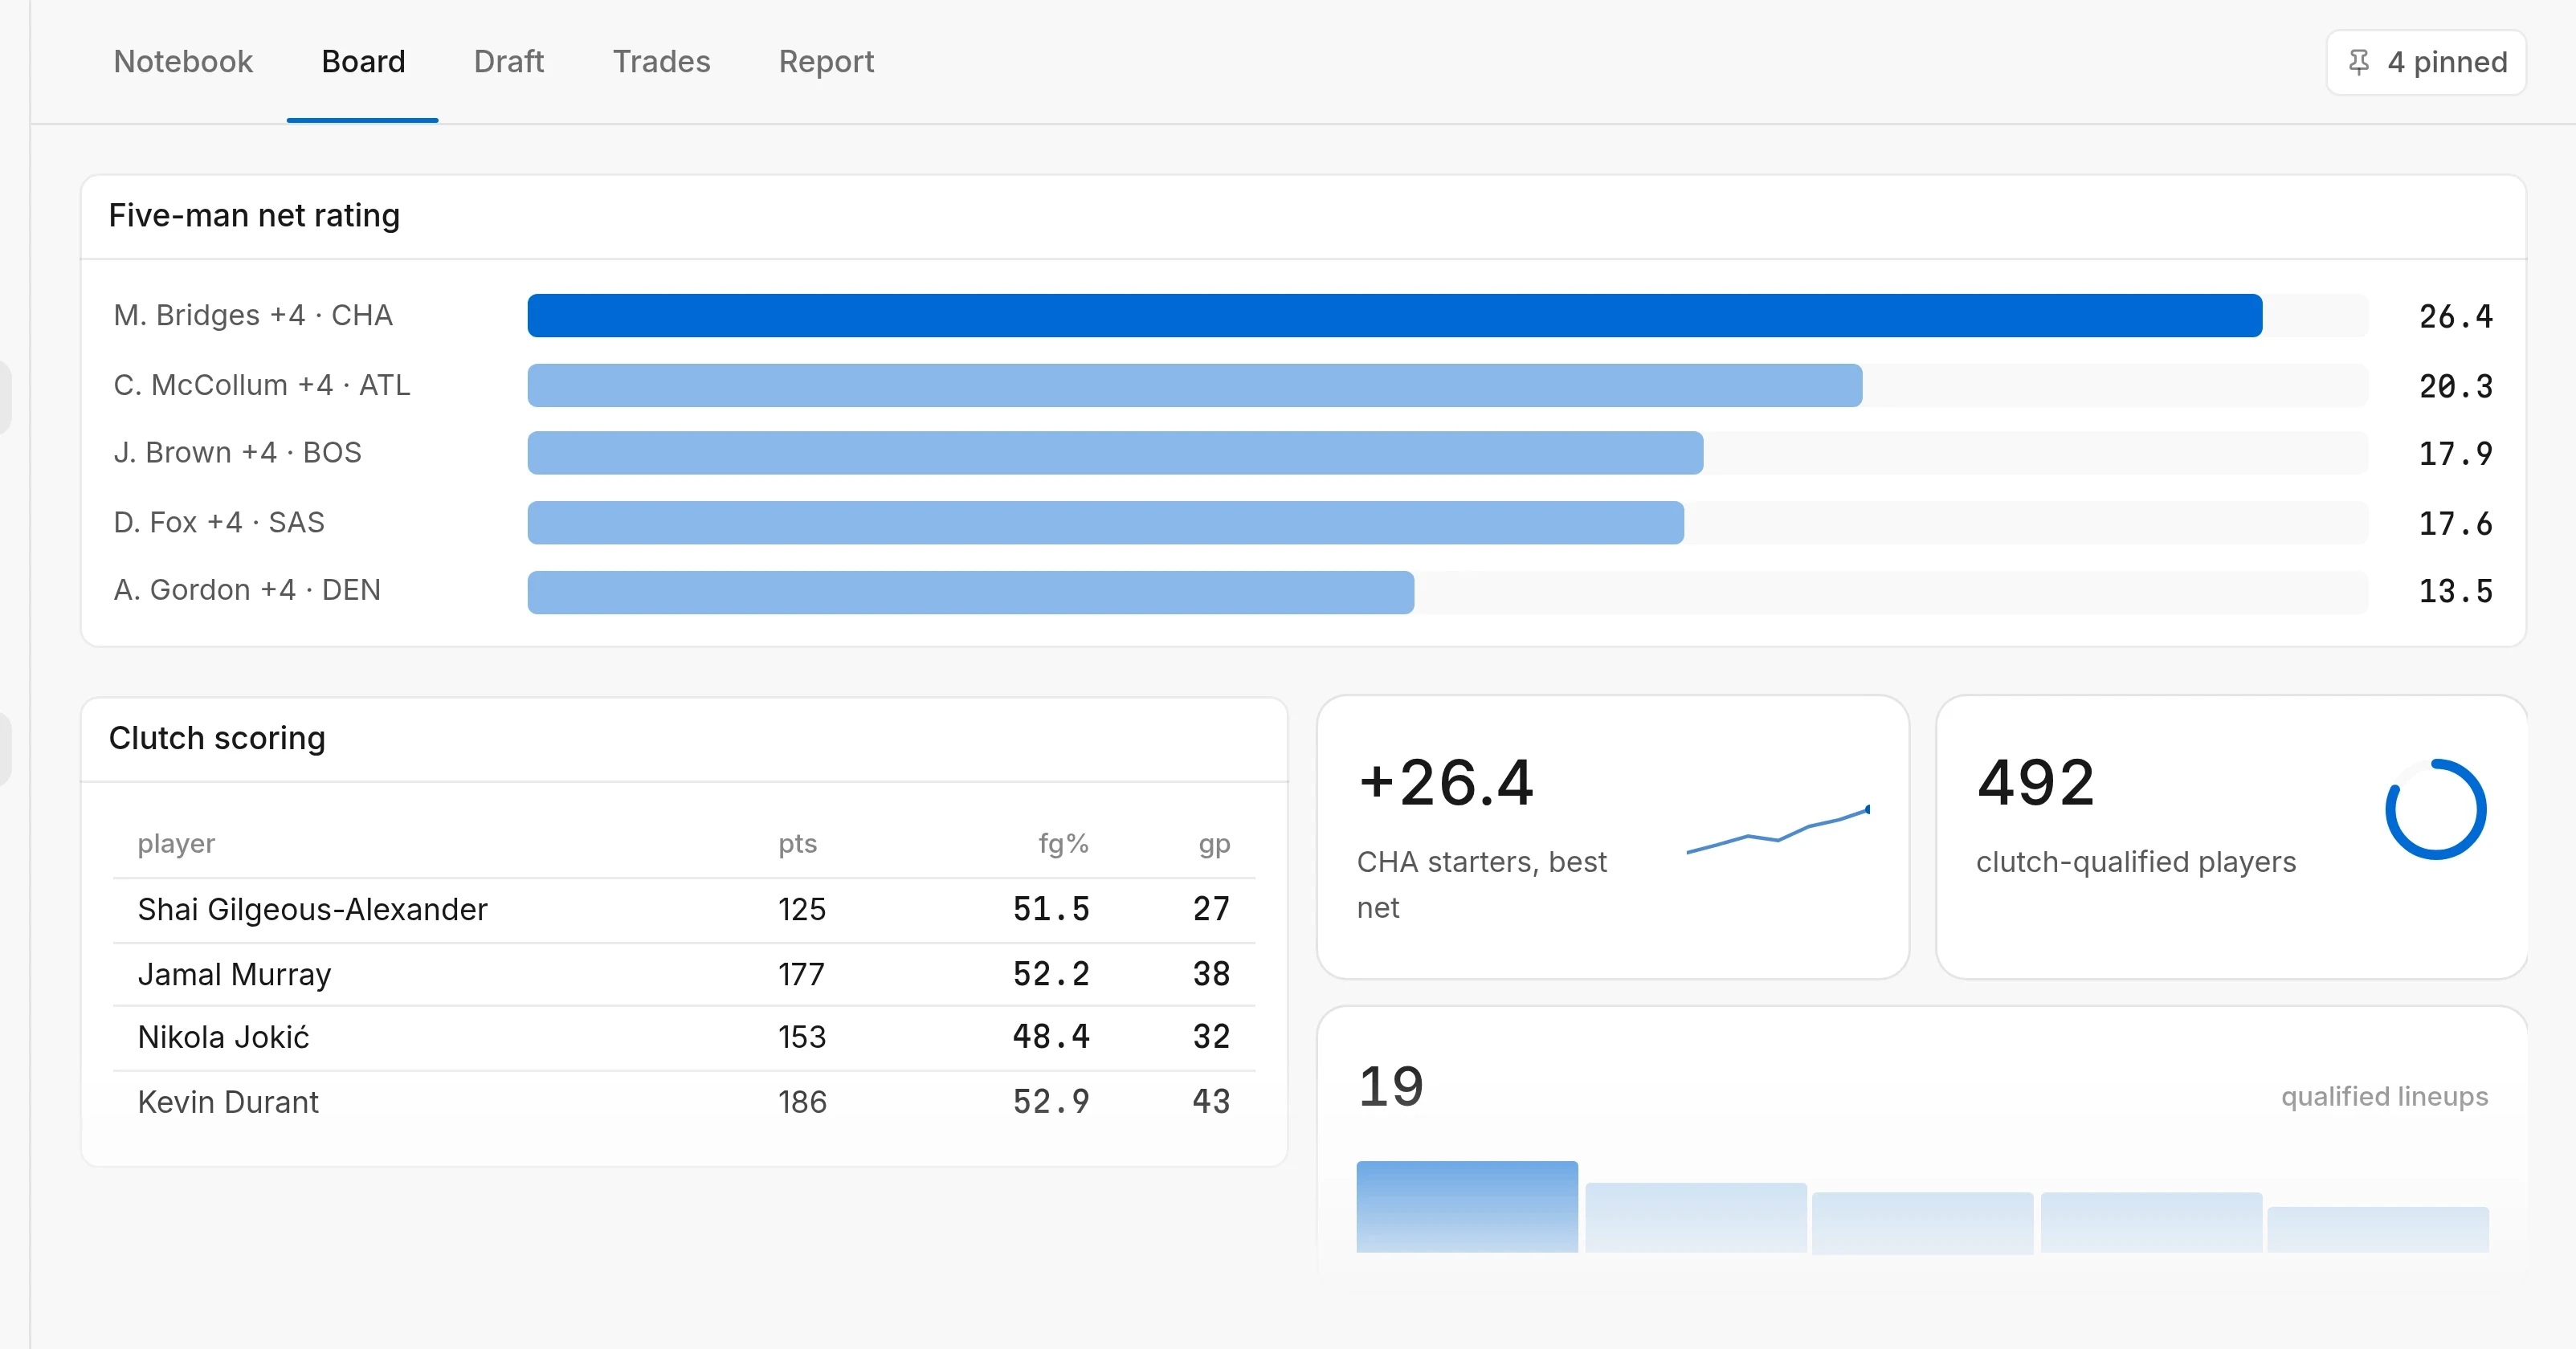 Notebook Board Draft Trades Report 4 pinned
Five-man net rating
M. Bridges +4 · CHA 26.4
C. McCollum +4 · ATL 20.3
J. Brown +4 · BOS 17.9
D. Fox +4 · SAS 17.6
A. Gordon +4 · DEN 13.5
Clutch scoring
player pts fg% gp
Shai Gilgeous-Alexander 125 51.5 27
Jamal Murray 177 52.2 38
Nikola Jokić 153 48.4 32
Kevin Durant 186 52.9 43
+26.4
CHA starters, best
net
492
clutch-qualified players
19 qualified lineups